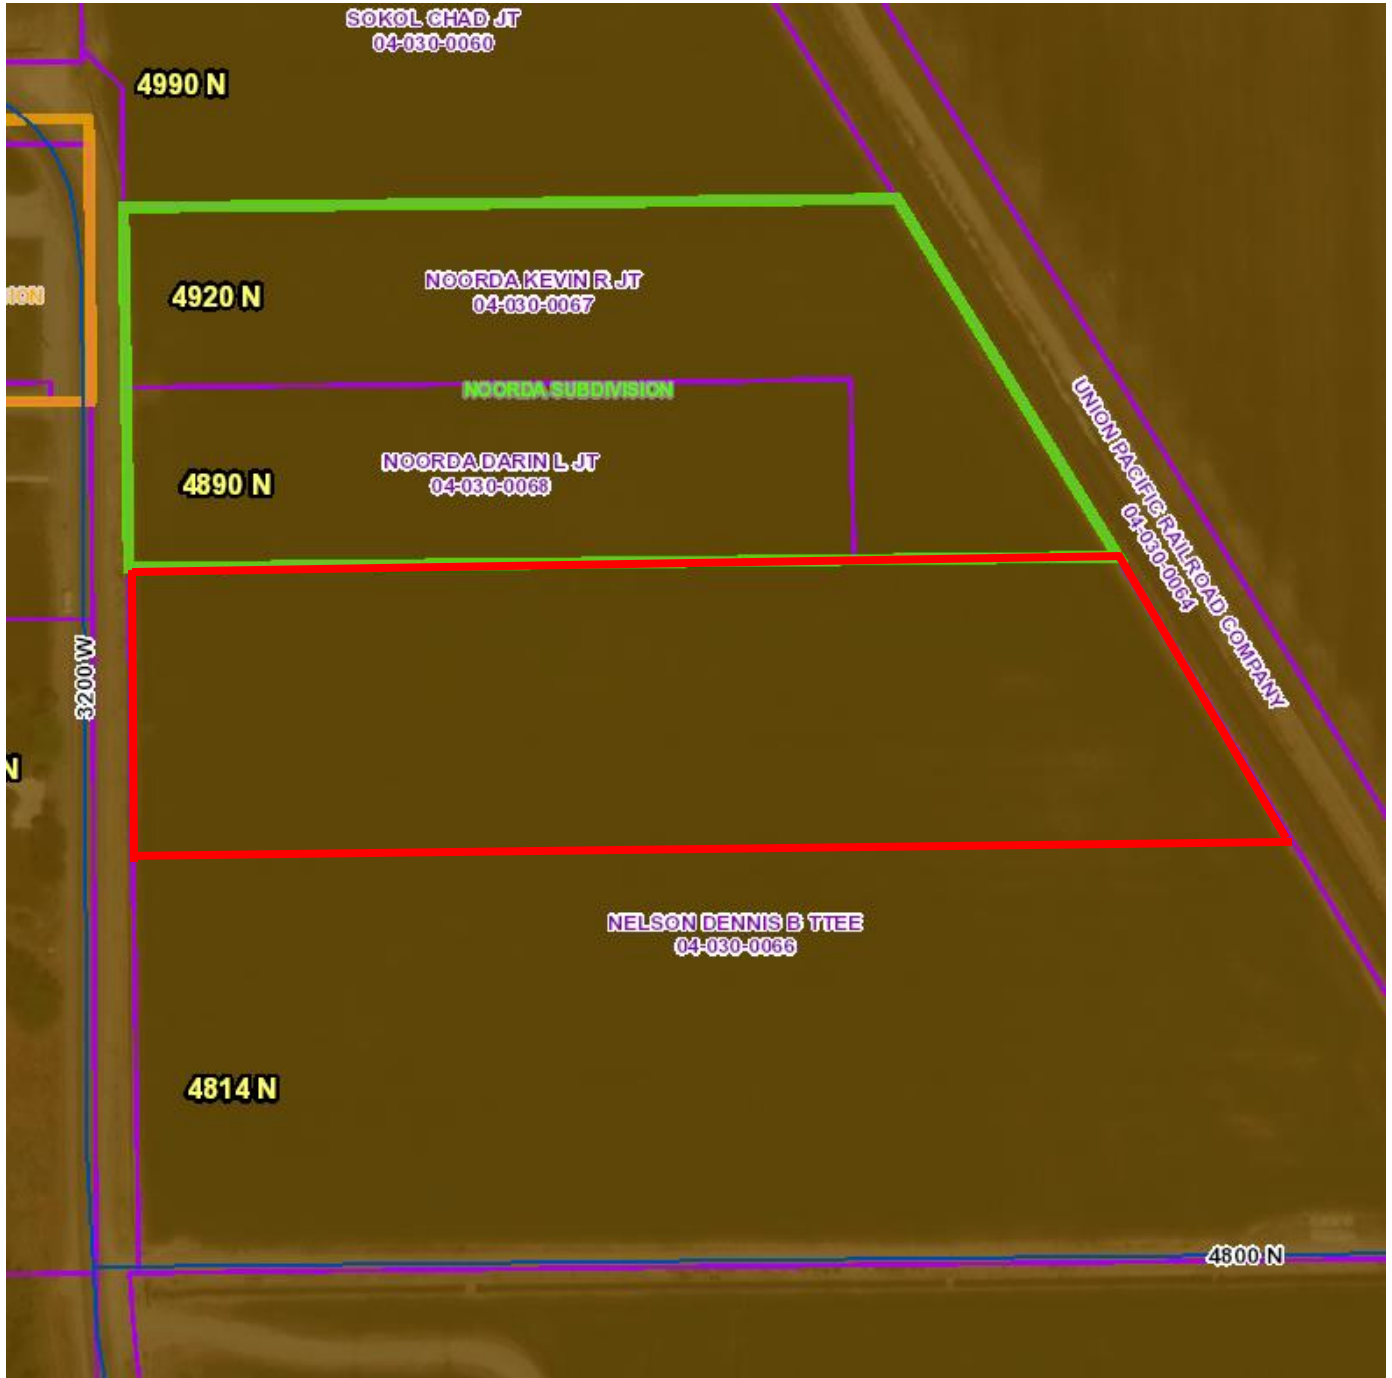 SOKOL CHAD JT
04-030-0060
4990 N
4920 N
NOORDA KEVIN R JT
04-030-0067
ION
NOORDA SUBDIVISION
NOORDA DARIN L JT
04-030-0068
4890 N
UNION PACIFIC RAILROAD COMPANY
04-030-0064
3200 W
N
NELSON DENNIS B TTEE
04-030-0066
4814 N
4800 N